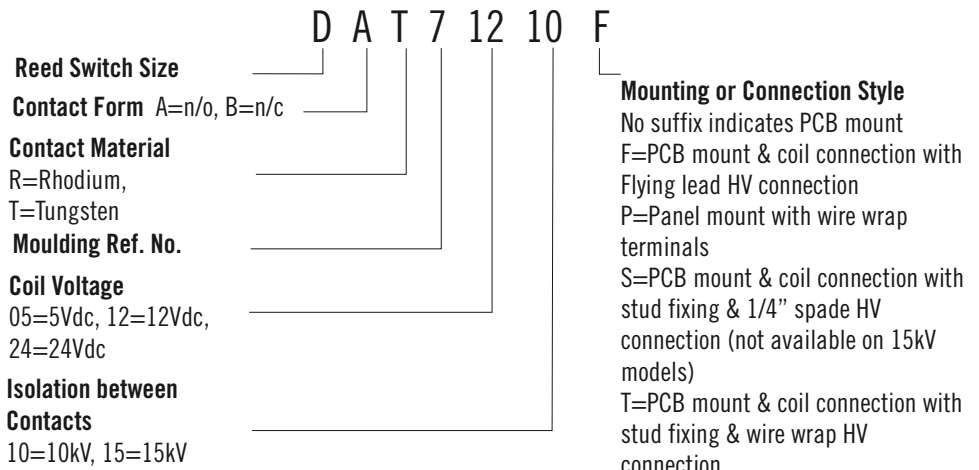 D A T 7 12 10 F
Reed Switch Size
Contact Form A=n/o, B=n/c
Contact Material
R=Rhodium,
T=Tungsten
Moulding Ref. No.
Coil Voltage
05=5Vdc, 12=12Vdc,
24=24Vdc
Isolation between
Contacts
10=10kV, 15=15kV
Mounting or Connection Style
No suffix indicates PCB mount
F=PCB mount & coil connection with
Flying lead HV connection
P=Panel mount with wire wrap
terminals
S=PCB mount & coil connection with
stud fixing & 1/4” spade HV
connection (not available on 15kV
models)
T=PCB mount & coil connection with
stud fixing & wire wrap HV
connection